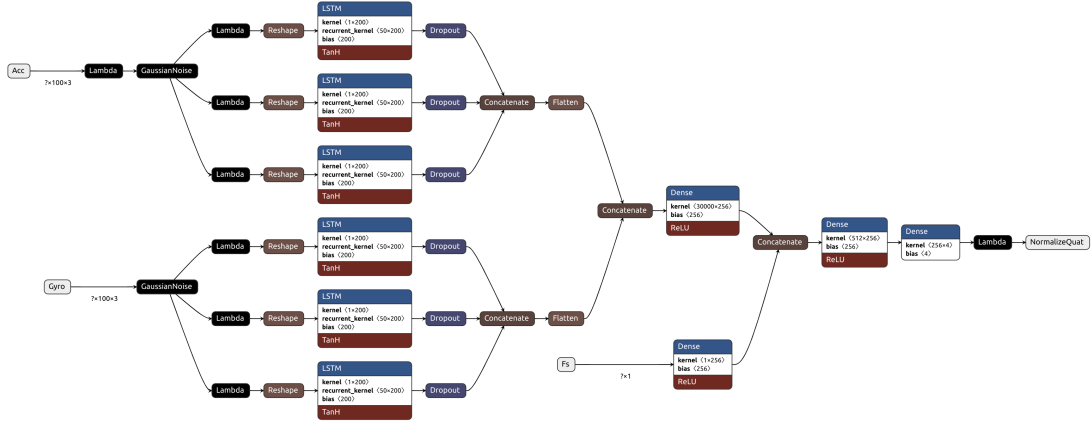 LSTM
kernel ⟨1×200⟩
recurrent_kernel ⟨50×200⟩
bias ⟨200⟩
TanH
Lambda
Reshape
Dropout
Acc
?×100×3
Lambda
GaussianNoise
LSTM
kernel ⟨1×200⟩
recurrent_kernel ⟨50×200⟩
bias ⟨200⟩
TanH
Lambda
Reshape
Dropout
Concatenate
Flatten
LSTM
kernel ⟨1×200⟩
recurrent_kernel ⟨50×200⟩
bias ⟨200⟩
TanH
Lambda
Reshape
Dropout
LSTM
kernel ⟨1×200⟩
recurrent_kernel ⟨50×200⟩
bias ⟨200⟩
TanH
Lambda
Reshape
Dropout
Gyro
?×100×3
GaussianNoise
LSTM
kernel ⟨1×200⟩
recurrent_kernel ⟨50×200⟩
bias ⟨200⟩
TanH
Lambda
Reshape
Dropout
Concatenate
Flatten
LSTM
kernel ⟨1×200⟩
recurrent_kernel ⟨50×200⟩
bias ⟨200⟩
TanH
Lambda
Reshape
Dropout
Concatenate
Dense
kernel ⟨30000×256⟩
bias ⟨256⟩
ReLU
Fs
?×1
Dense
kernel ⟨1×256⟩
bias ⟨256⟩
ReLU
Concatenate
Dense
kernel ⟨512×256⟩
bias ⟨256⟩
ReLU
Dense
kernel ⟨256×4⟩
bias ⟨4⟩
Lambda
NormalizeQuat